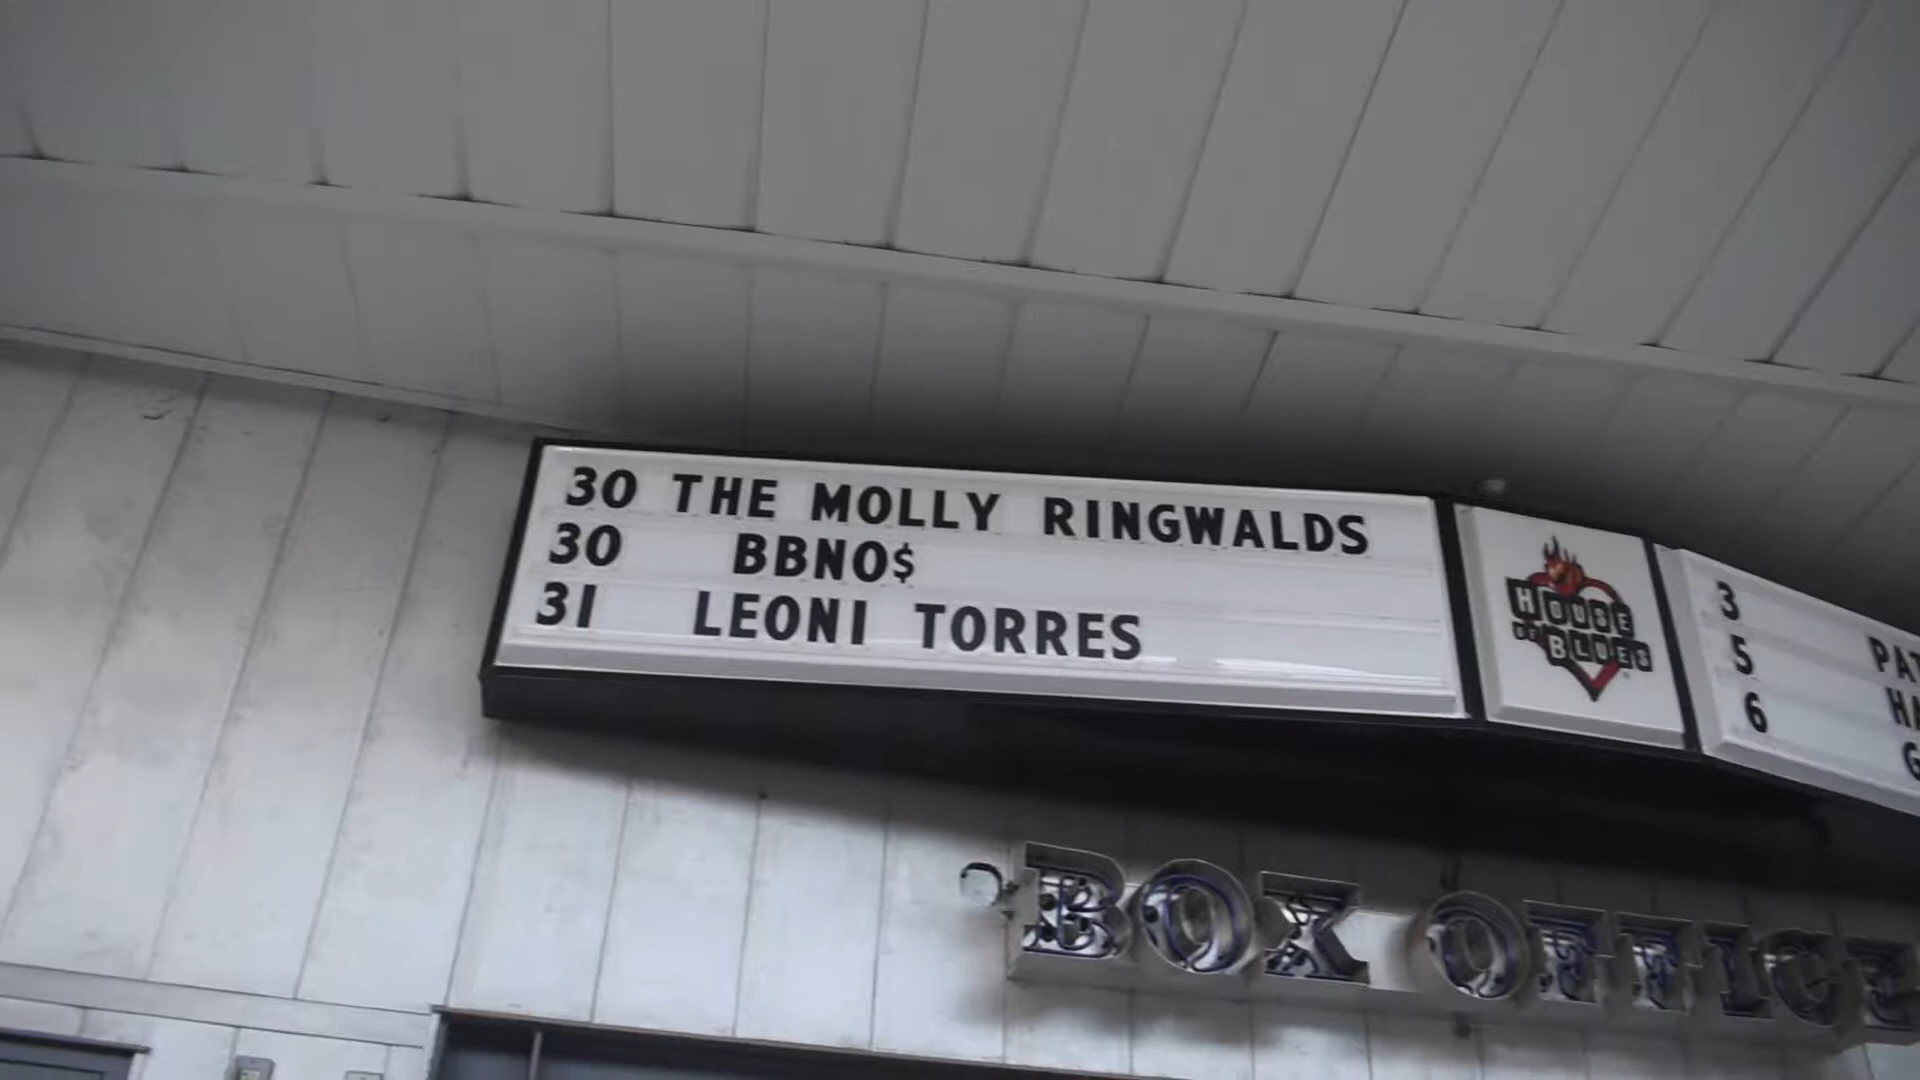 30 THE MOLLY RINGWALDS
30 BBNO$
31 LEONI TORRES
HOUSE
OF BLUES
3
5
6
BOX OFFICE